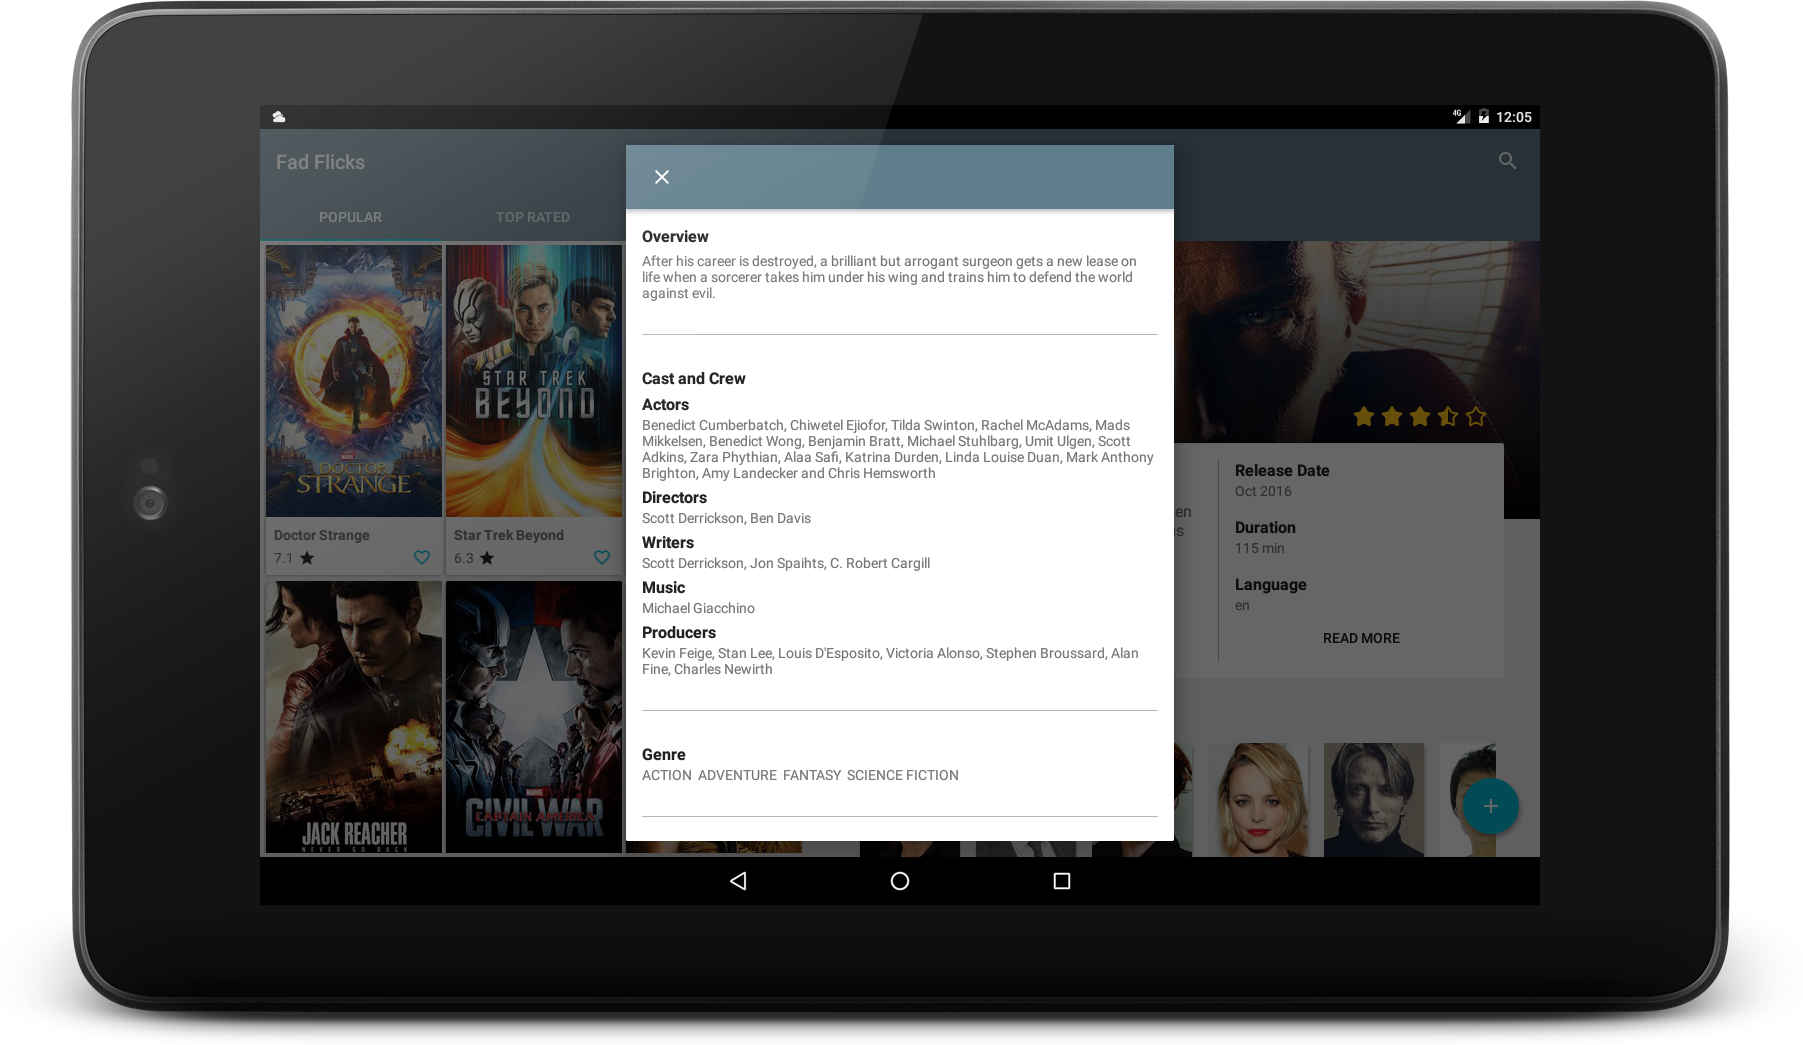 4G 12:05
Fad Flicks
POPULAR TOP RATED
Overview
After his career is destroyed, a brilliant but arrogant surgeon gets a new lease on
life when a sorcerer takes him under his wing and trains him to defend the world
against evil.
Cast and Crew
Actors
Benedict Cumberbatch, Chiwetel Ejiofor, Tilda Swinton, Rachel McAdams, Mads
Mikkelsen, Benedict Wong, Benjamin Bratt, Michael Stuhlbarg, Umit Ulgen, Scott
Adkins, Zara Phythian, Alaa Safi, Katrina Durden, Linda Louise Duan, Mark Anthony
Brighton, Amy Landecker and Chris Hemsworth
Directors
Scott Derrickson, Ben Davis
Writers
Scott Derrickson, Jon Spaihts, C. Robert Cargill
Music
Michael Giacchino
Producers
Kevin Feige, Stan Lee, Louis D'Esposito, Victoria Alonso, Stephen Broussard, Alan
Fine, Charles Newirth
Genre
ACTION ADVENTURE FANTASY SCIENCE FICTION
DOCTOR
STRANGE
Doctor Strange
7.1
STAR TREK
BEYOND
Star Trek Beyond
6.3
JACK REACHER
NEVER GO BACK
MARVEL
CAPTAIN AMERICA
CIVIL WAR
en
s
Release Date
Oct 2016
Duration
115 min
Language
en
READ MORE